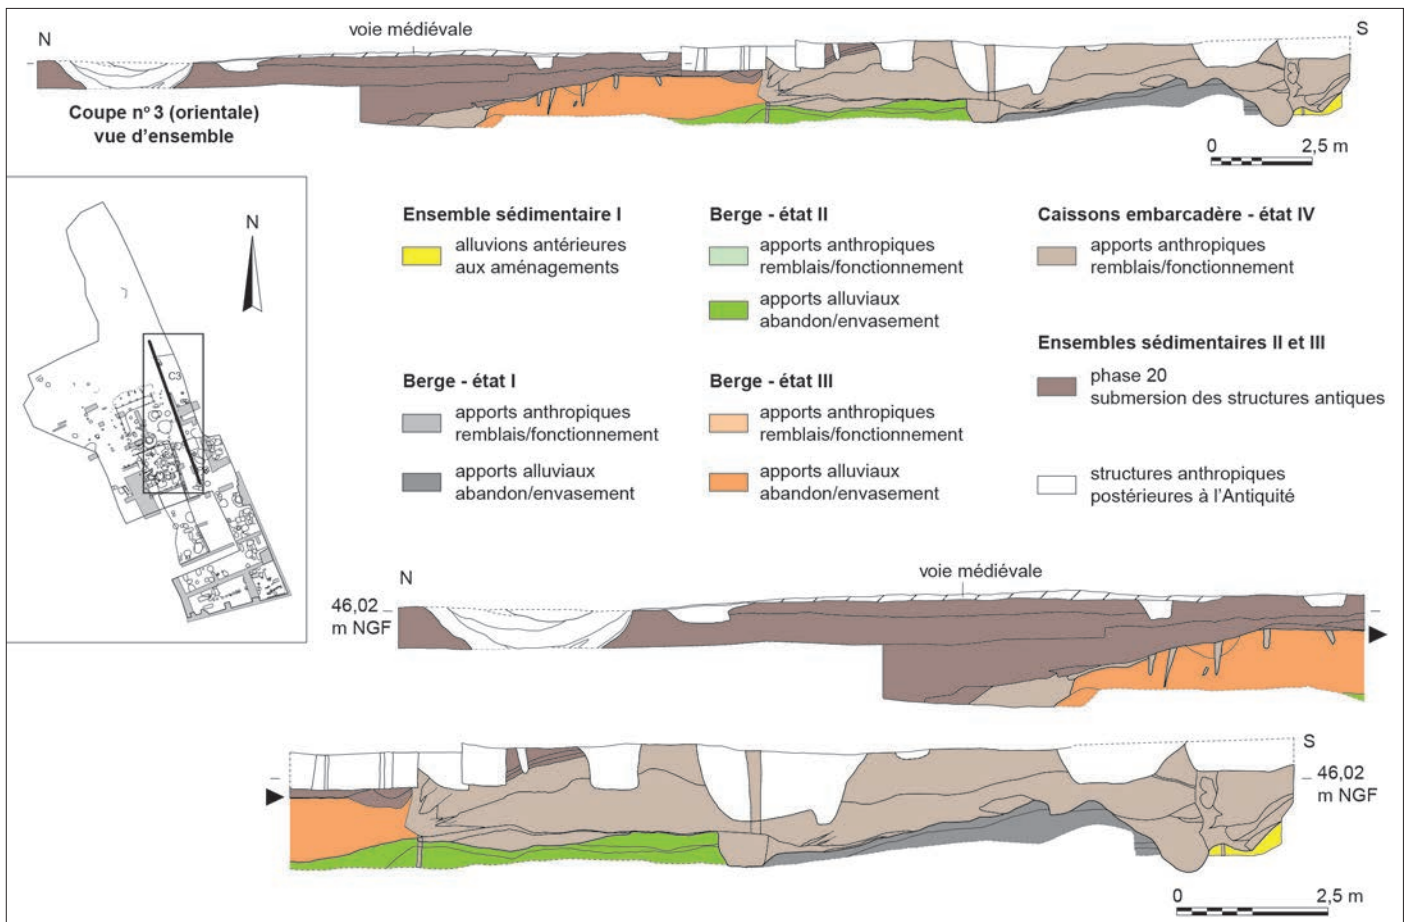 N
voie médiévale
S
Coupe nº 3 (orientale)
vue d'ensemble
0 2,5 m
N
C3
Ensemble sédimentaire I
alluvions antérieures
aux aménagements
Berge - état I
apports anthropiques
remblais/fonctionnement
apports alluviaux
abandon/envasement
Berge - état II
apports anthropiques
remblais/fonctionnement
apports alluviaux
abandon/envasement
Berge - état III
apports anthropiques
remblais/fonctionnement
apports alluviaux
abandon/envasement
Caissons embarcadère - état IV
apports anthropiques
remblais/fonctionnement
Ensembles sédimentaires II et III
phase 20
submersion des structures antiques
structures anthropiques
postérieures à l'Antiquité
N
voie médiévale
46,02
m NGF
S
46,02
m NGF
0 2,5 m